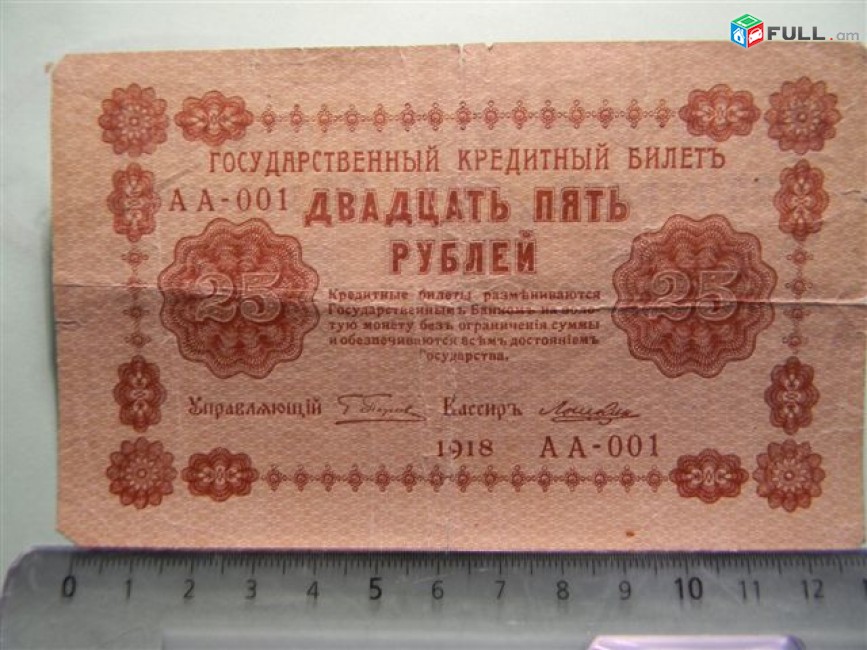 FULL.am
ГОСУДАРСТВЕННЫЙ КРЕДИТНЫЙ БИЛЕТЪ
АА-001 ДВАДЦАТЬ ПЯТЬ
РУБЛЕЙ
25 25
Кредитные билеты размѣниваются
Государственнымъ Банкомъ на золо-
тую монету безъ ограниченія суммы
и обезпечиваются всѣмъ достояніемъ
Государства.
Управляющій Кассиръ
1918 АА-001
0 1 2 3 4 5 6 7 8 9 10 11 12